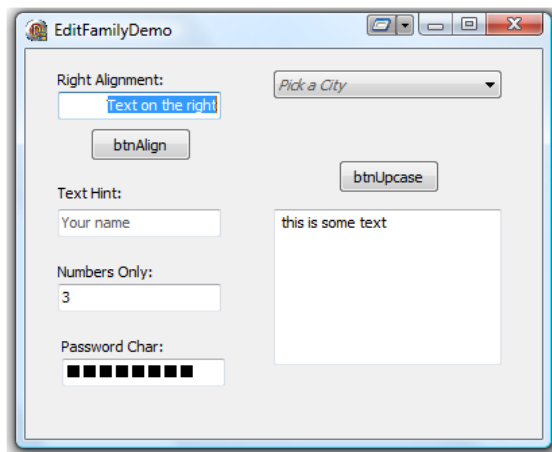 EditFamilyDemo
Right Alignment:
Text on the right
btnAlign
Text Hint:
Your name
Numbers Only:
3
Password Char:
Pick a City
btnUpcase
this is some text